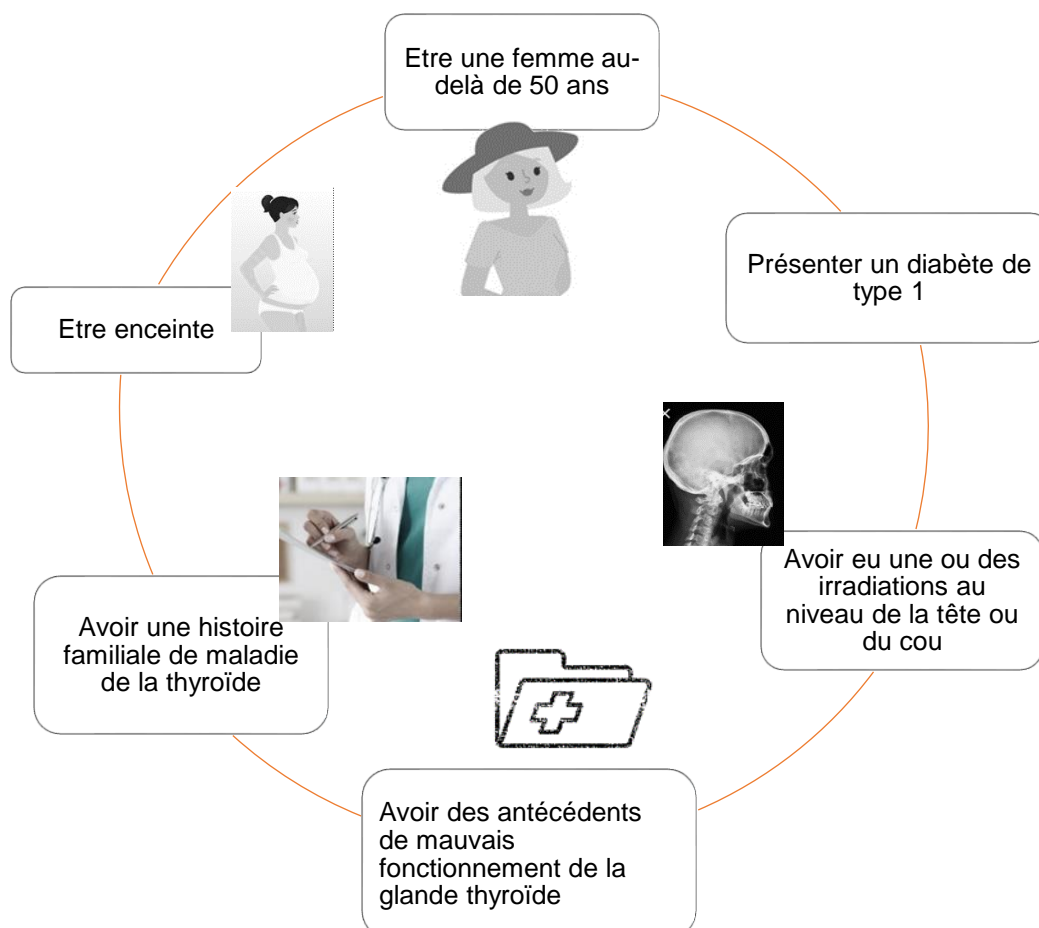 Etre une femme au-
delà de 50 ans
Présenter un diabète de
type 1
Avoir eu une ou des
irradiations au
niveau de la tête ou
du cou
Avoir des antécédents
de mauvais
fonctionnement de la
glande thyroïde
Avoir une histoire
familiale de maladie
de la thyroïde
Etre enceinte